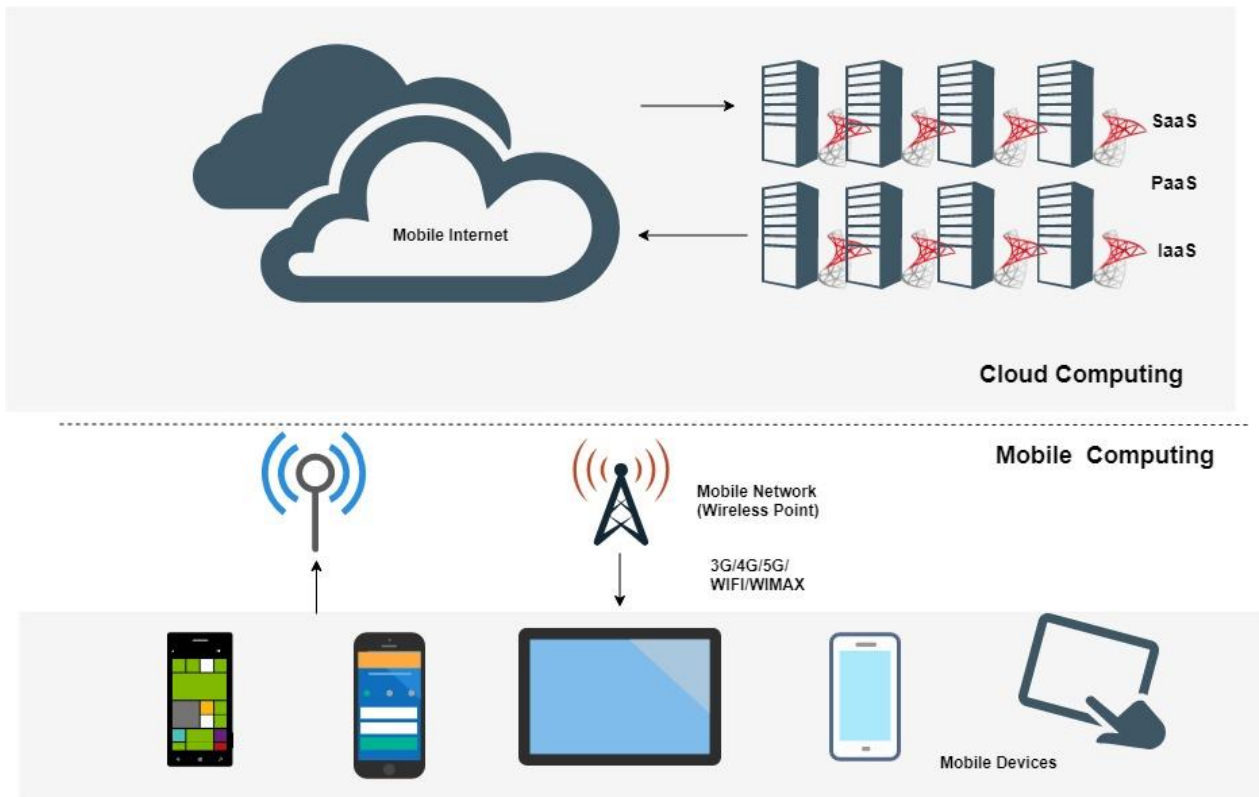 SaaS
PaaS
Mobile Internet
IaaS
Cloud Computing
Mobile Computing
Mobile Network
(Wireless Point)
3G/4G/5G/
WIFI/WIMAX
Mobile Devices